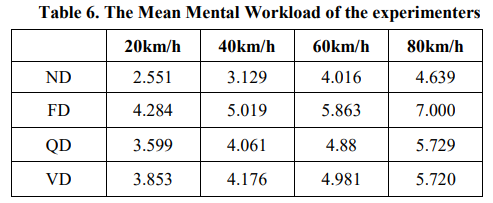 Table 6. The Mean Mental Workload of the experimenters
20km/h 40km/h 60km/h 80km/h
ND 2.551 3.129 4.016 4.639
FD 4.284 5.019 5.863 7.000
QD 3.599 4.061 4.88 5.729
VD 3.853 4.176 4.981 5.720